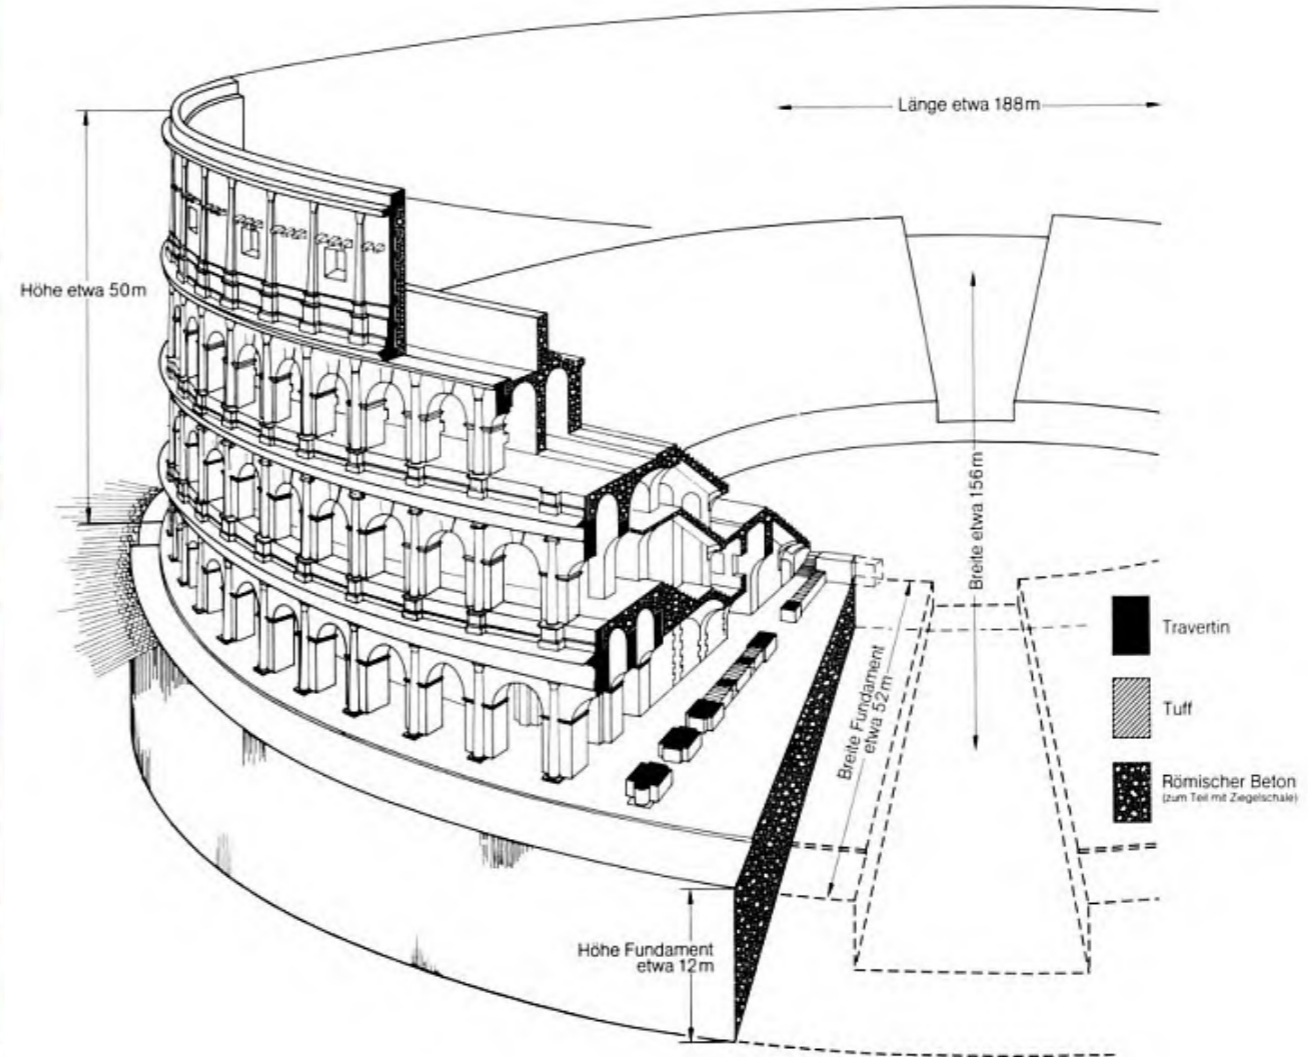 Länge etwa 188m
Höhe etwa 50m
Breite etwa 156m
Travertin
Breite Fundament
etwa 52m
Tuff
Römischer Beton
(zum Teil mit Ziegelschale)
Höhe Fundament
etwa 12m